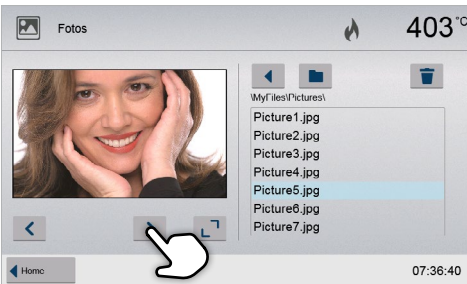 Fotos
403°C
\MyFiles\Pictures\
Picture1.jpg
Picture2.jpg
Picture3.jpg
Picture4.jpg
Picture5.jpg
Picture6.jpg
Picture7.jpg
Home
07:36:40